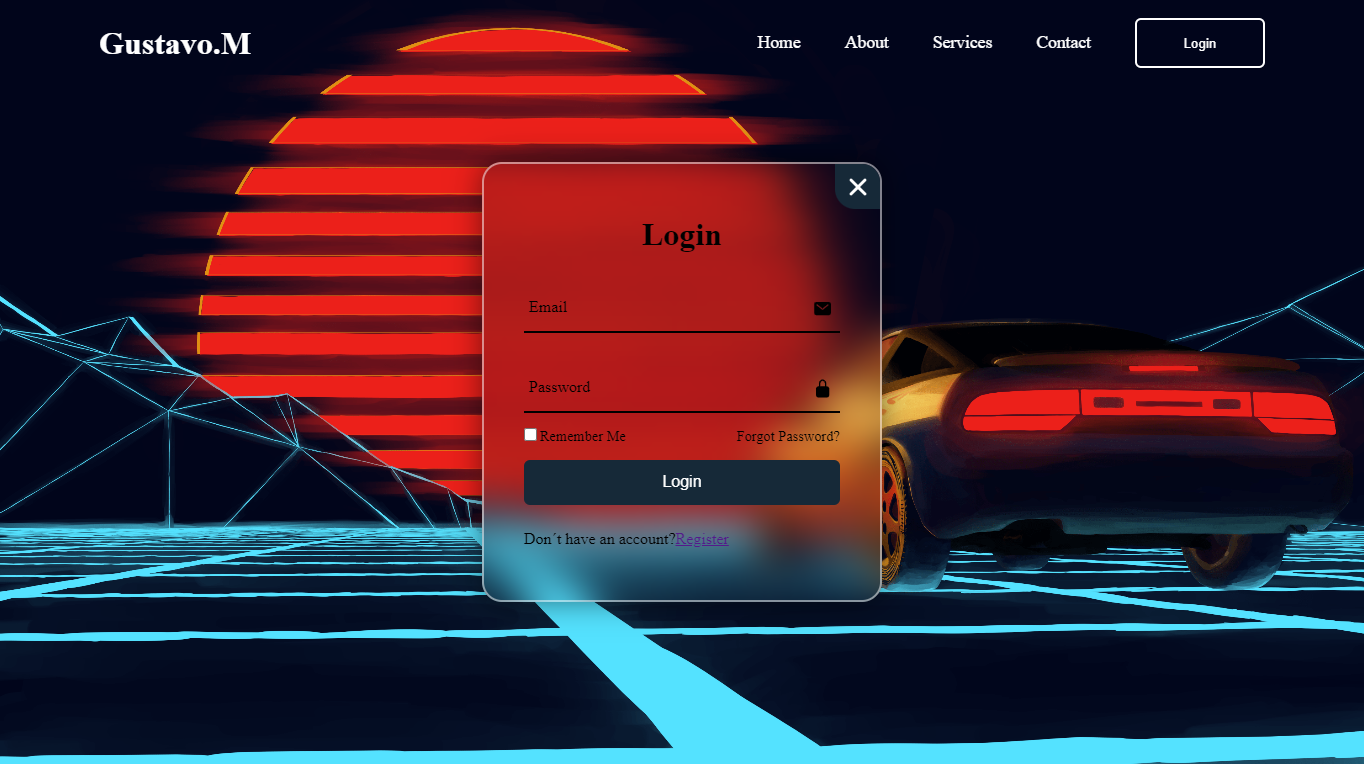 Gustavo.M
Home About Services Contact Login
Login
Email
Password
Remember Me Forgot Password?
Login
Don´t have an account?Register